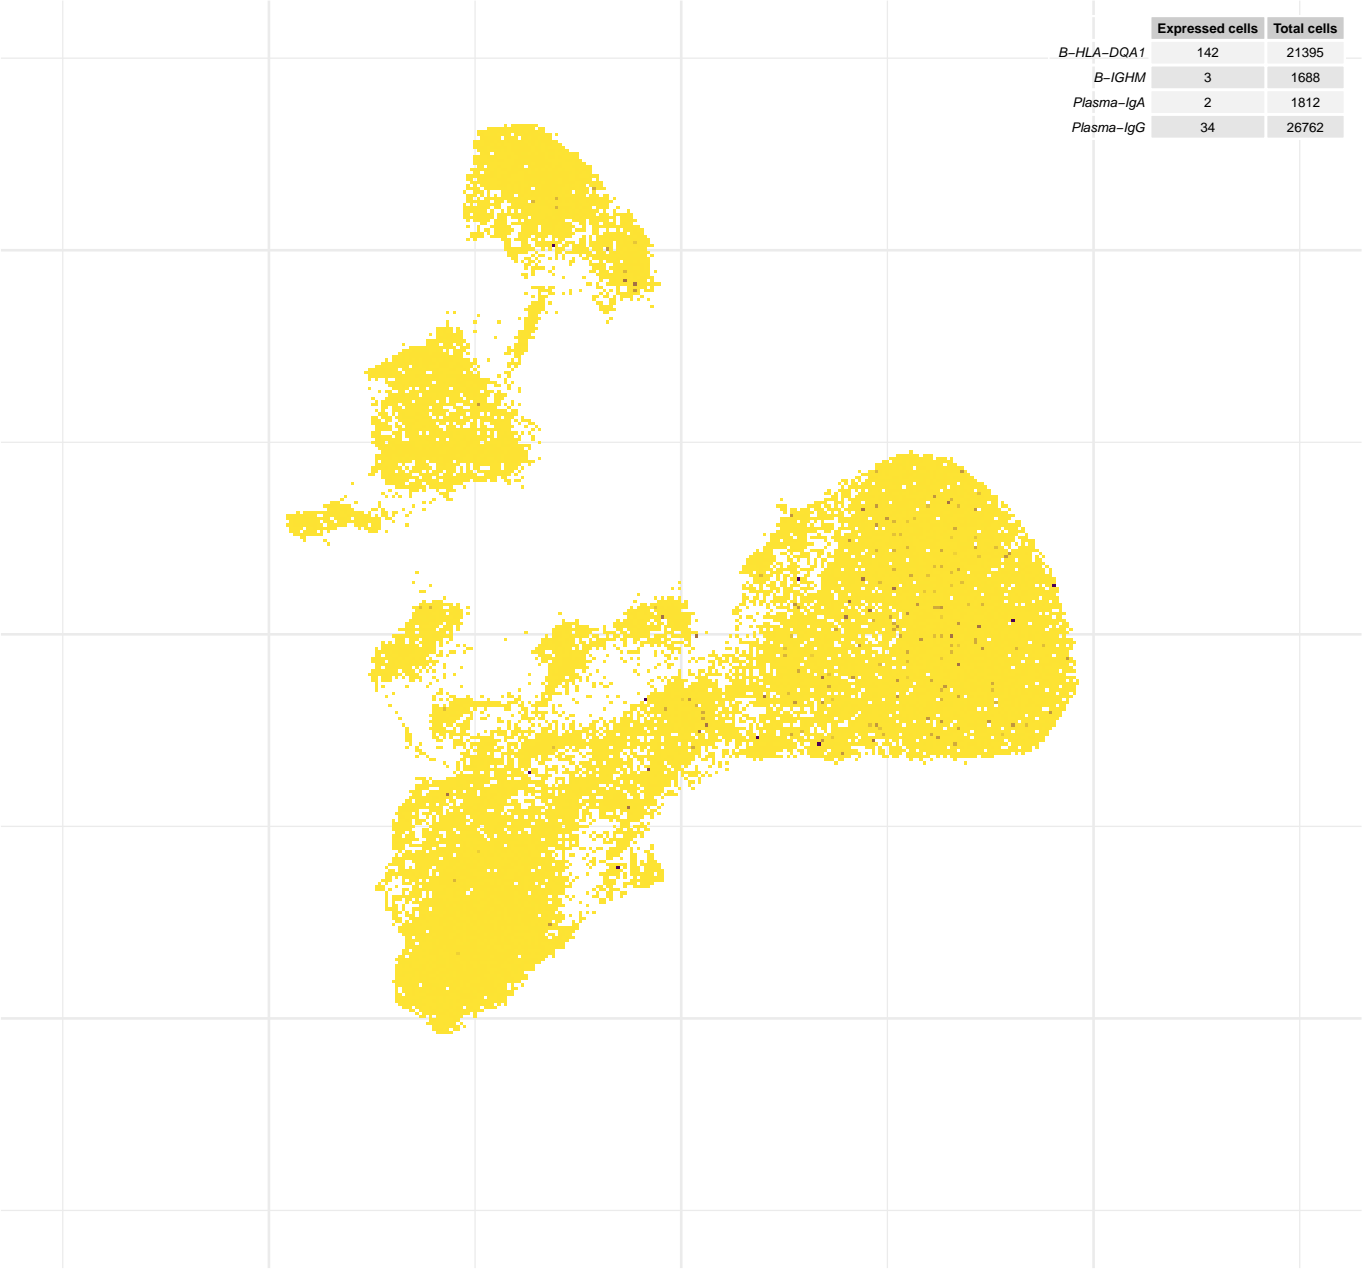 Expressed cells Total cells
B−HLA−DQA1 142 21395
B−IGHM 3 1688
Plasma−IgA 2 1812
Plasma−IgG 34 26762